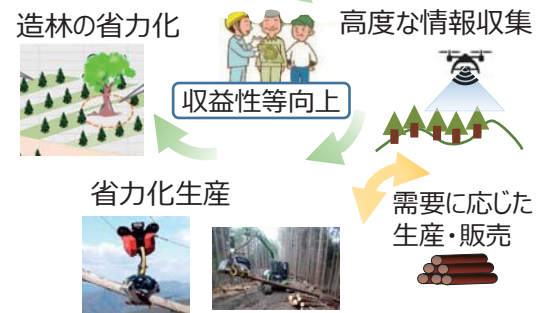 造林の省力化
高度な情報収集
収益性等向上
省力化生産
需要に応じた
生産・販売